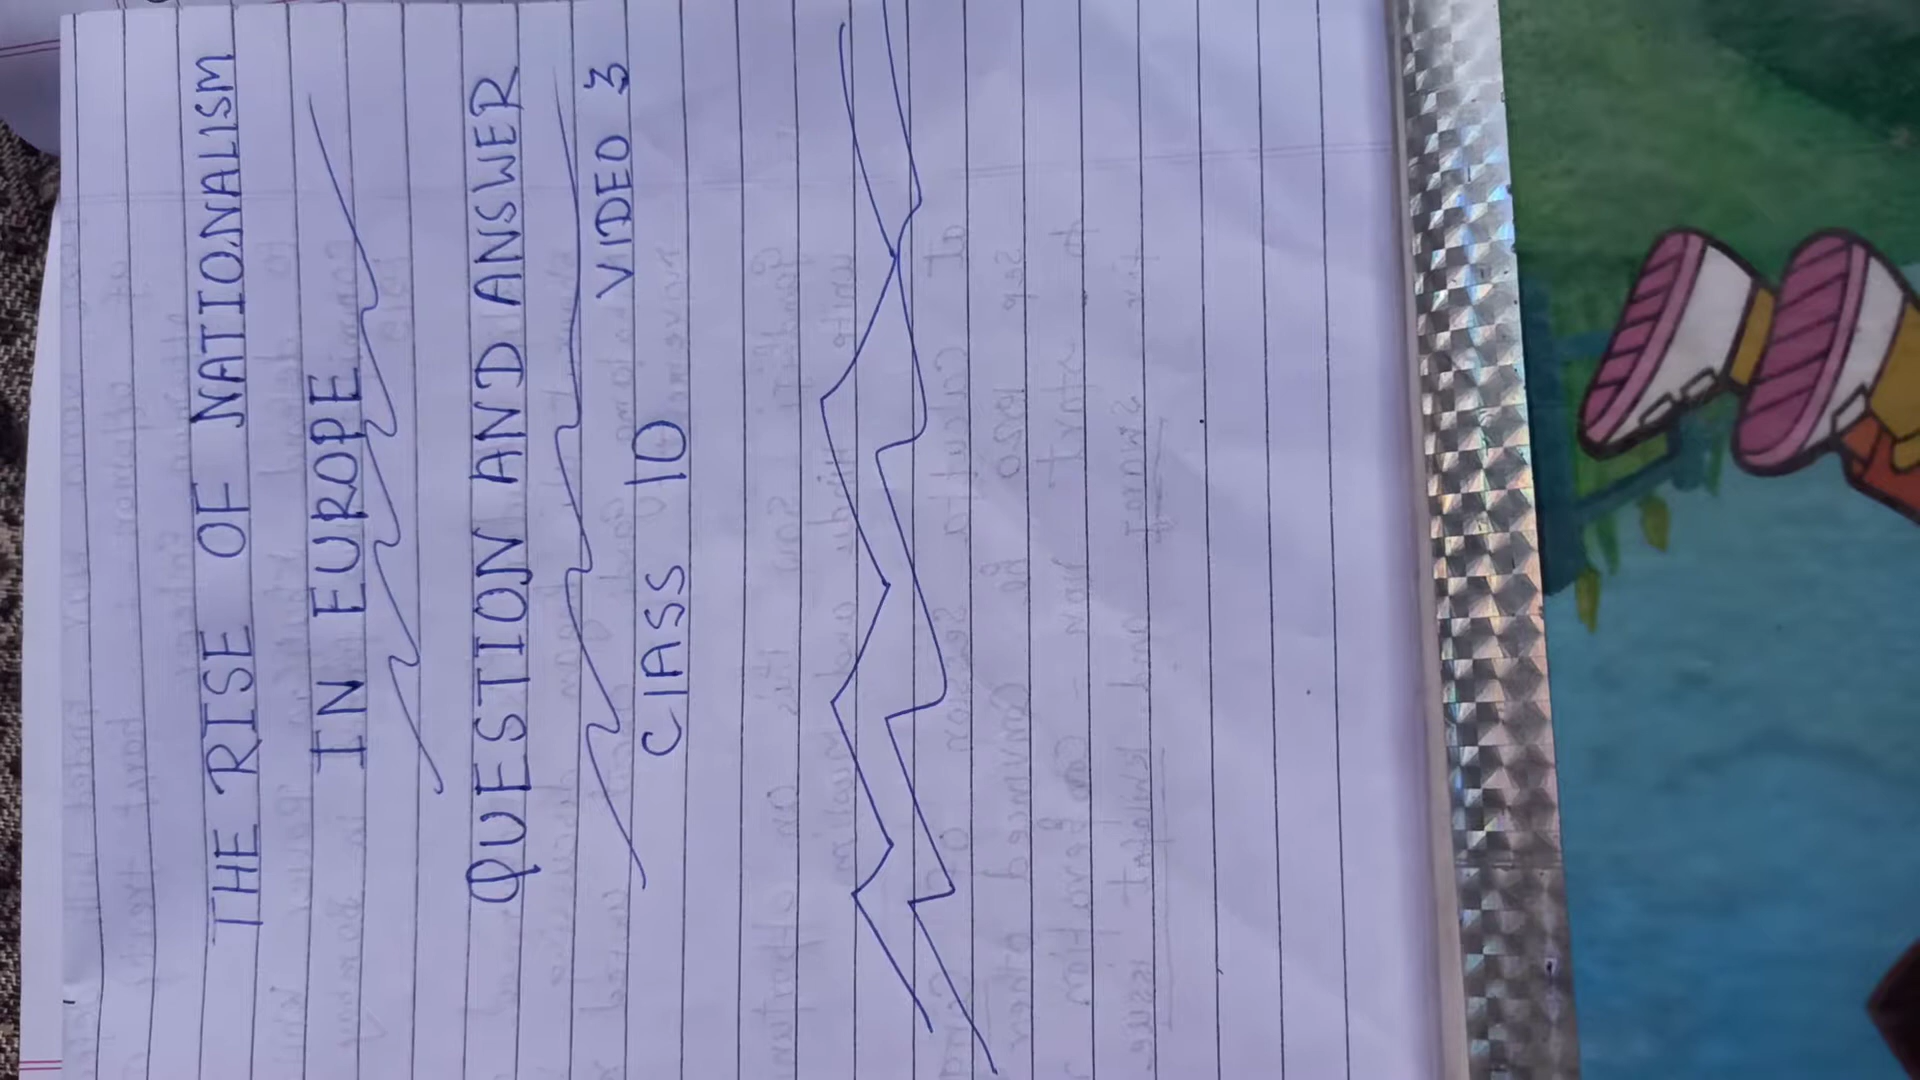 THE RISE OF NATIONALISM
IN EUROPE
QUESTION AND ANSWER
VIDEO 3
ClASS 10